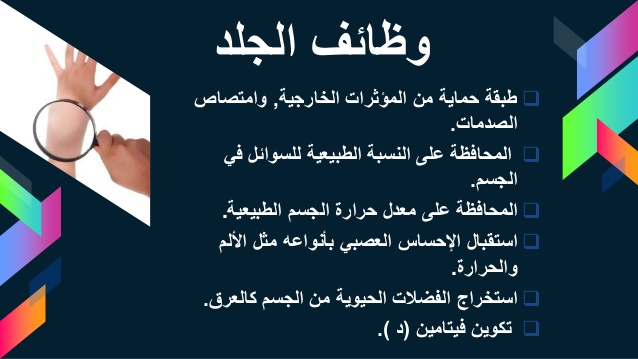 وظائف الجلد
❑ طبقة حماية من المؤثرات الخارجية, وامتصاص
الصدمات.
❑ المحافظة على النسبة الطبيعية للسوائل في
الجسم.
❑ المحافظة على معدل حرارة الجسم الطبيعية.
❑ استقبال الإحساس العصبي بأنواعه مثل الألم
والحرارة.
❑ استخراج الفضلات الحيوية من الجسم كالعرق.
❑ تكوين فيتامين (د ).